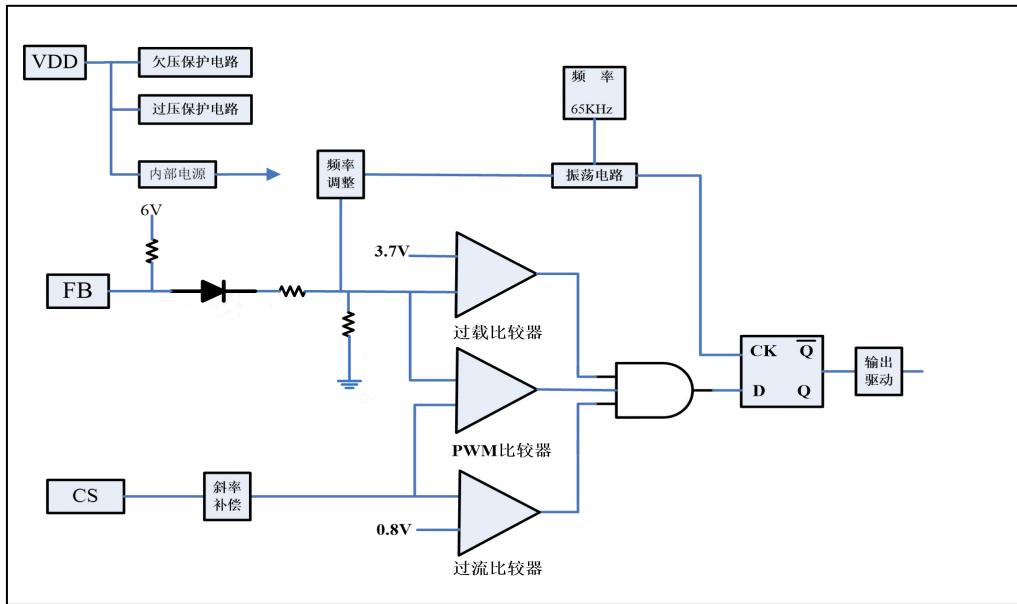 VDD
欠压保护电路
过压保护电路
内部电源
频 率
65KHz
频率
调整
振荡电路
6V
3.7V
FB
过载比较器
CK Q
D Q
输出
驱动
PWM比较器
CS
斜率
补偿
0.8V
过流比较器